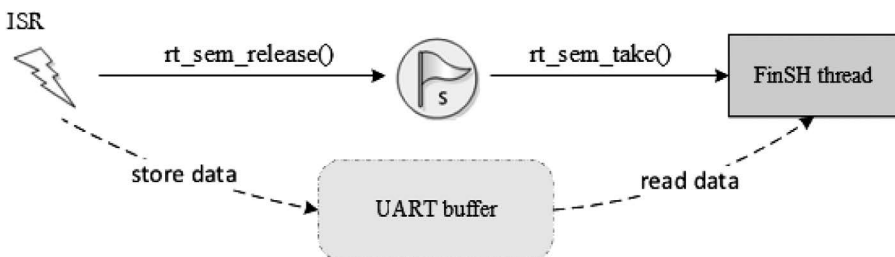 ISR
rt_sem_release()
rt_sem_take()
FinSH thread
S
store data
UART buffer
read data